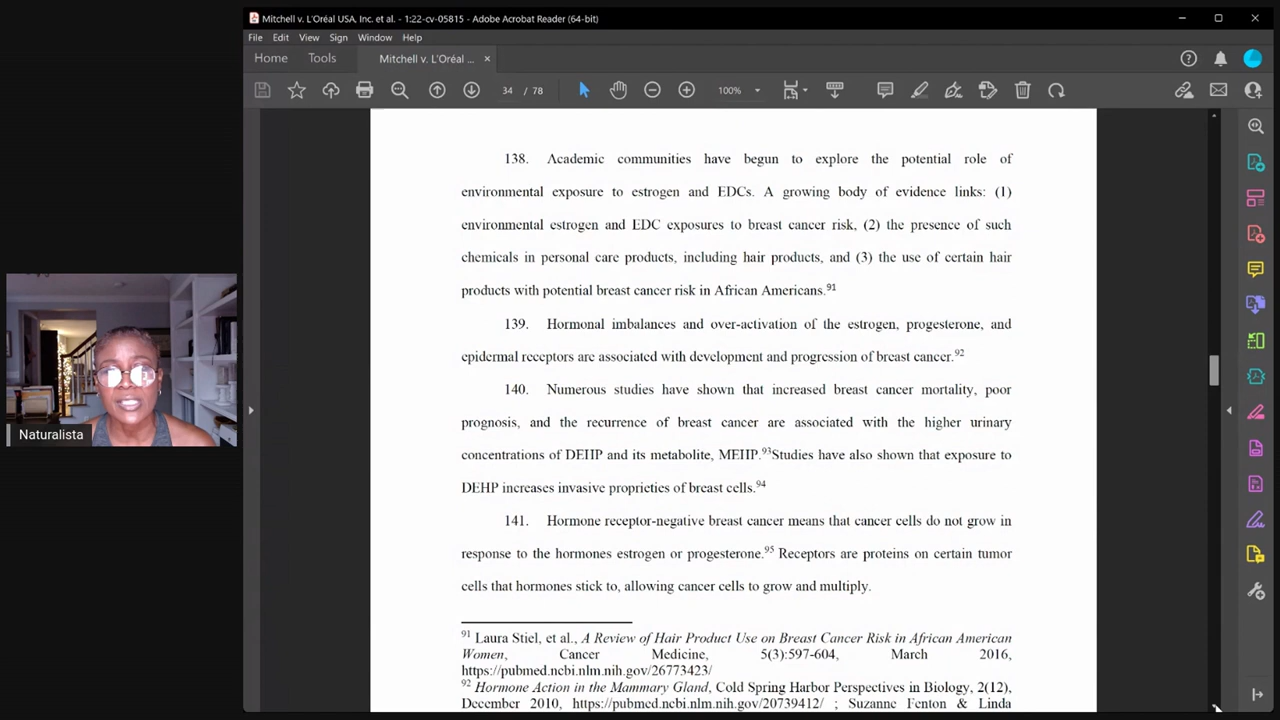 Mitchell v. L'Oréal USA, Inc. et al. - 1:22-cv-05815 - Adobe Acrobat Reader (64-bit)
File Edit View Sign Window Help
Home Tools Mitchell v. L'Oréal ... ×
34 / 78 100%
138. Academic communities have begun to explore the potential role of
environmental exposure to estrogen and EDCs. A growing body of evidence links: (1)
environmental estrogen and EDC exposures to breast cancer risk, (2) the presence of such
chemicals in personal care products, including hair products, and (3) the use of certain hair
products with potential breast cancer risk in African Americans.91
139. Hormonal imbalances and over-activation of the estrogen, progesterone, and
epidermal receptors are associated with development and progression of breast cancer.92
140. Numerous studies have shown that increased breast cancer mortality, poor
prognosis, and the recurrence of breast cancer are associated with the higher urinary
concentrations of DEHP and its metabolite, MEHP.93Studies have also shown that exposure to
DEHP increases invasive proprieties of breast cells.94
141. Hormone receptor-negative breast cancer means that cancer cells do not grow in
response to the hormones estrogen or progesterone.95 Receptors are proteins on certain tumor
cells that hormones stick to, allowing cancer cells to grow and multiply.
91 Laura Stiel, et al., A Review of Hair Product Use on Breast Cancer Risk in African American
Women, Cancer Medicine, 5(3):597-604, March 2016,
https://pubmed.ncbi.nlm.nih.gov/26773423/
92 Hormone Action in the Mammary Gland, Cold Spring Harbor Perspectives in Biology, 2(12),
December 2010, https://pubmed.ncbi.nlm.nih.gov/20739412/ ; Suzanne Fenton & Linda
Naturalista